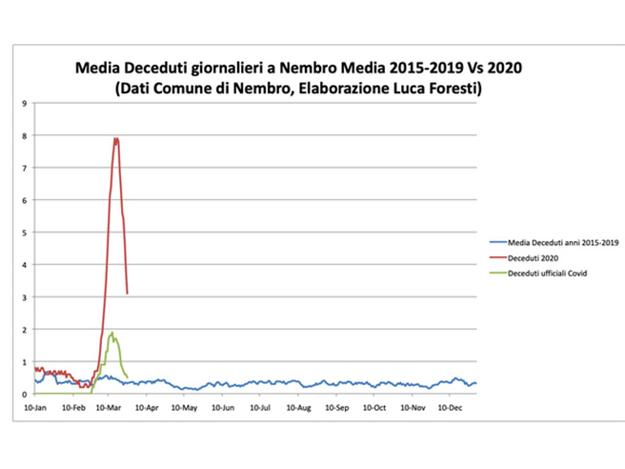 Media Deceduti giornalieri a Nembro Media 2015-2019 Vs 2020
(Dati Comune di Nembro, Elaborazione Luca Foresti)
9
8
7
6
5
4
3
2
1
0
10-Jan 10-Feb 10-Mar 10-Apr 10-May 10-Jun 10-Jul 10-Aug 10-Sep 10-Oct 10-Nov 10-Dec
Media Deceduti anni 2015-2019
Deceduti 2020
Deceduti ufficiali Covid